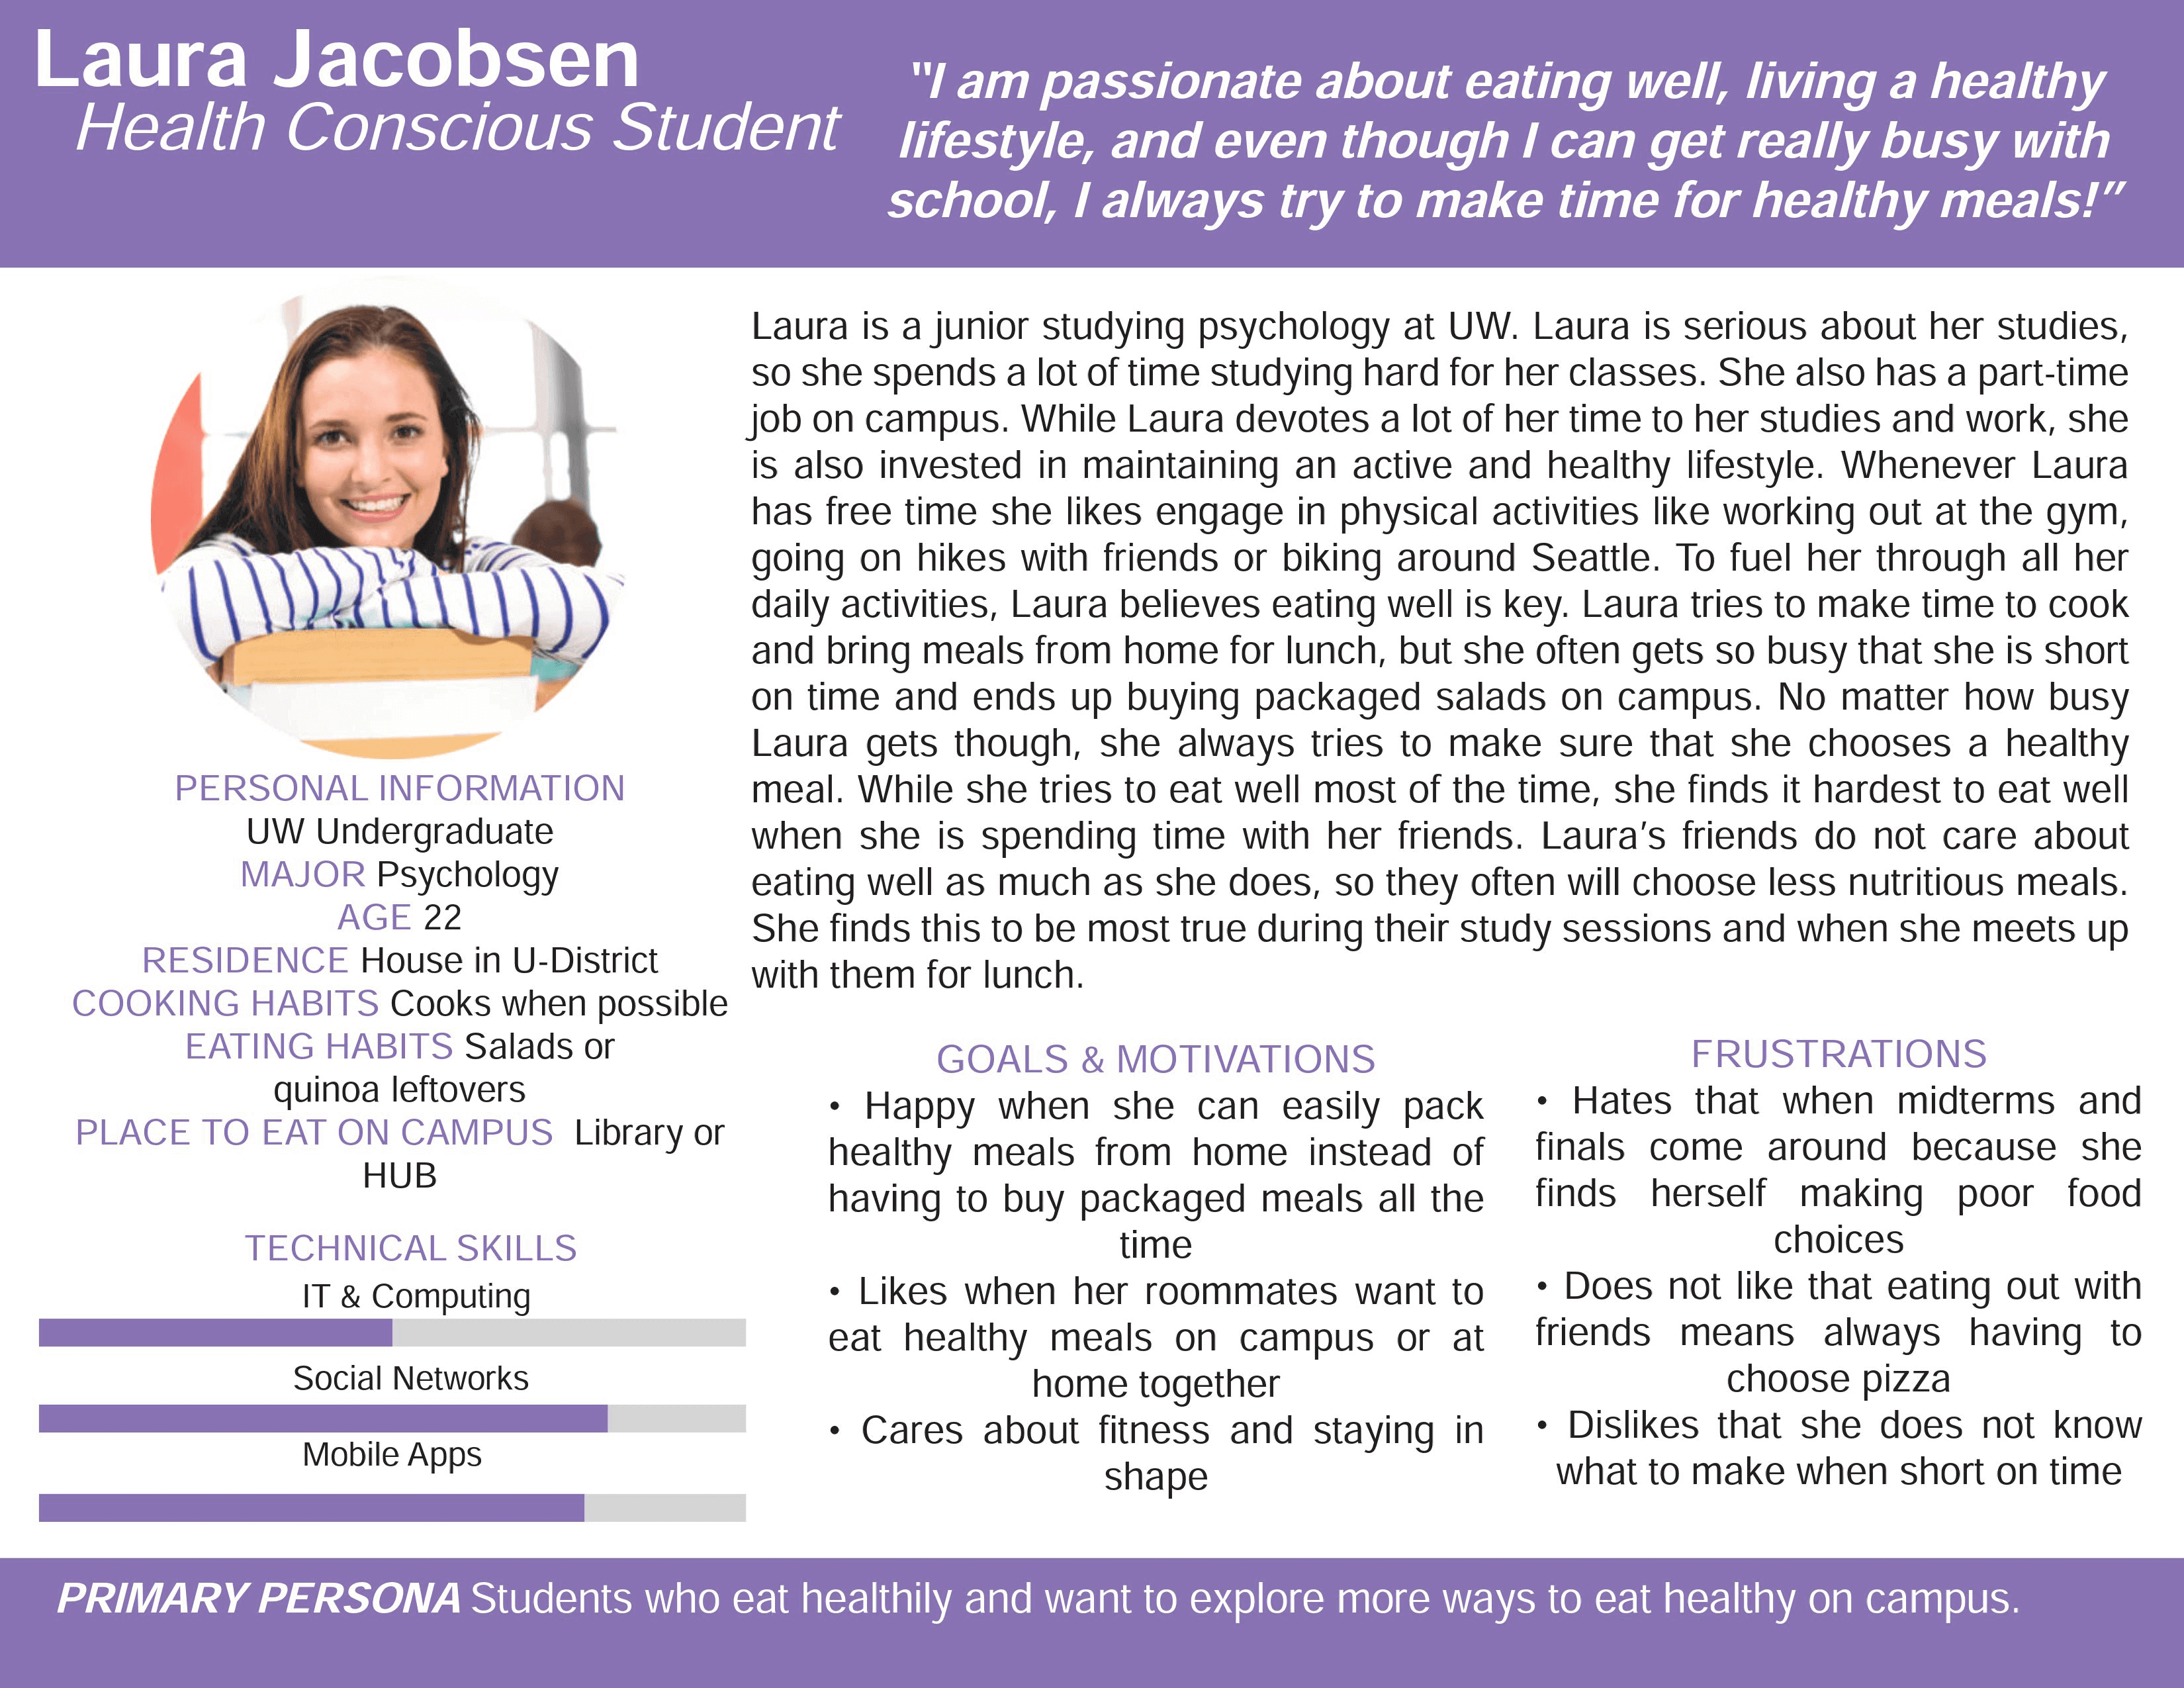 Laura Jacobsen
Health Conscious Student
"I am passionate about eating well, living a healthy
lifestyle, and even though I can get really busy with
school, I always try to make time for healthy meals!”
Laura is a junior studying psychology at UW. Laura is serious about her studies,
so she spends a lot of time studying hard for her classes. She also has a part-time
job on campus. While Laura devotes a lot of her time to her studies and work, she
is also invested in maintaining an active and healthy lifestyle. Whenever Laura
has free time she likes engage in physical activities like working out at the gym,
going on hikes with friends or biking around Seattle. To fuel her through all her
daily activities, Laura believes eating well is key. Laura tries to make time to cook
and bring meals from home for lunch, but she often gets so busy that she is short
on time and ends up buying packaged salads on campus. No matter how busy
Laura gets though, she always tries to make sure that she chooses a healthy
meal. While she tries to eat well most of the time, she finds it hardest to eat well
when she is spending time with her friends. Laura’s friends do not care about
eating well as much as she does, so they often will choose less nutritious meals.
She finds this to be most true during their study sessions and when she meets up
with them for lunch.
PERSONAL INFORMATION
UW Undergraduate
MAJOR Psychology
AGE 22
RESIDENCE House in U-District
COOKING HABITS Cooks when possible
EATING HABITS Salads or
quinoa leftovers
PLACE TO EAT ON CAMPUS Library or
HUB
TECHNICAL SKILLS
IT & Computing
Social Networks
Mobile Apps
GOALS & MOTIVATIONS
• Happy when she can easily pack
healthy meals from home instead of
having to buy packaged meals all the
time
• Likes when her roommates want to
eat healthy meals on campus or at
home together
• Cares about fitness and staying in
shape
FRUSTRATIONS
• Hates that when midterms and
finals come around because she
finds herself making poor food
choices
• Does not like that eating out with
friends means always having to
choose pizza
• Dislikes that she does not know
what to make when short on time
PRIMARY PERSONA Students who eat healthily and want to explore more ways to eat healthy on campus.